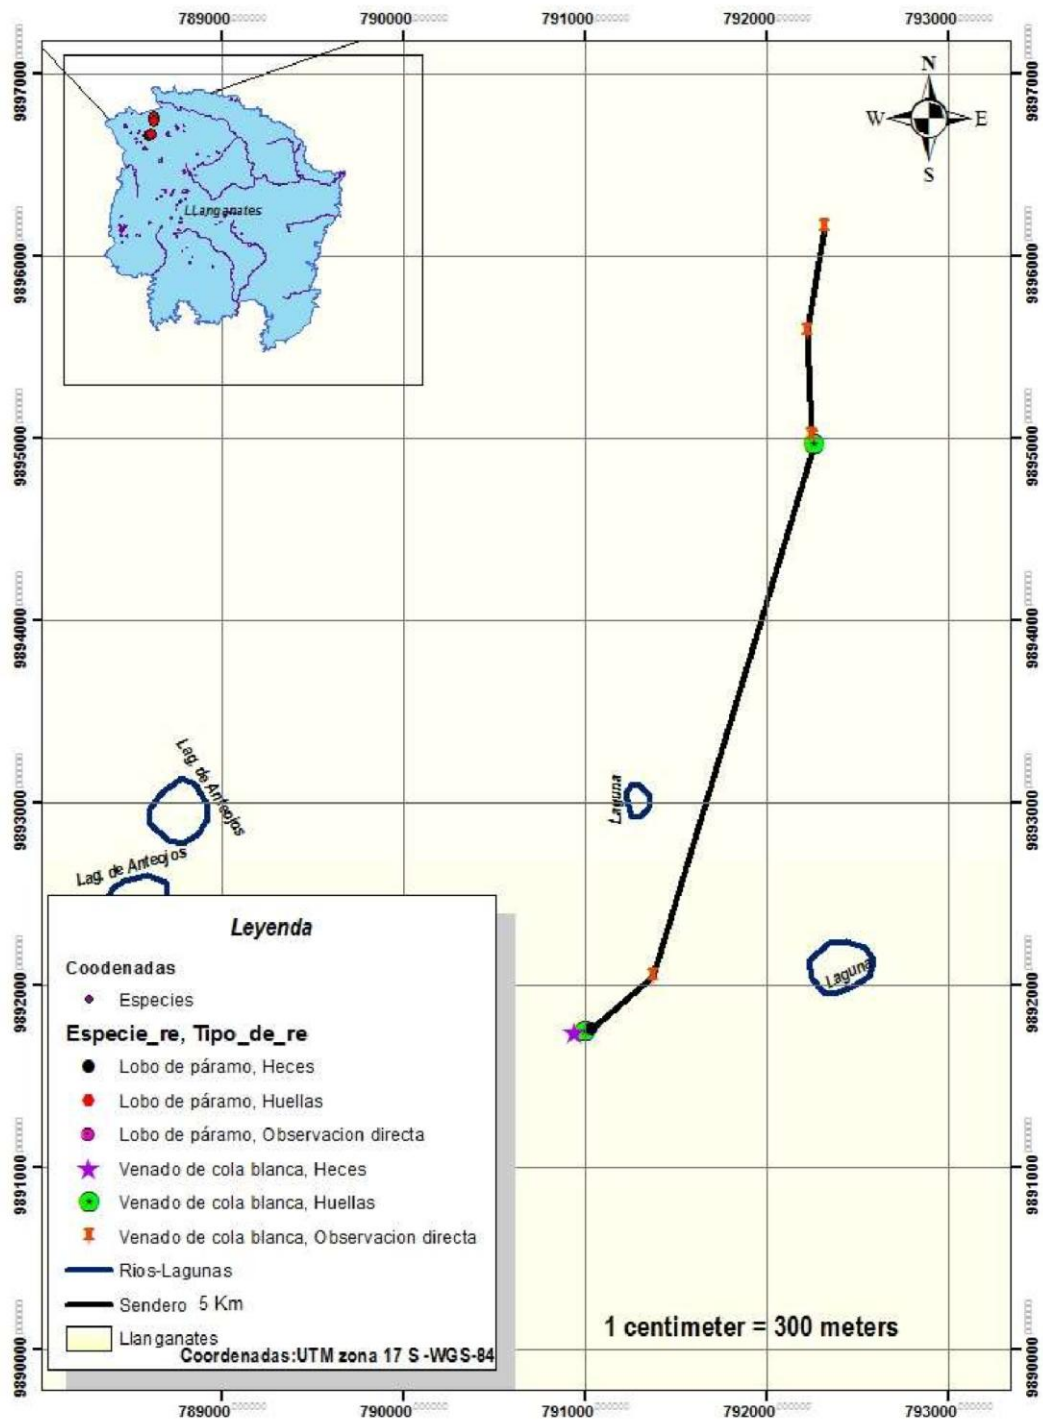 789000 790000 791000 792000 793000
N
W E
S
9897000 9897000
LLanganates
9896000 9896000
9895000 9895000
9894000 9894000
Lag. de Anteojos
Laguna
9893000 9893000
Lag. de Anteojos
Laguna
9892000 9892000
Leyenda
Coodenadas
Especies
Especie_re, Tipo_de_re
Lobo de páramo, Heces
Lobo de páramo, Huellas
Lobo de páramo, Observacion directa
Venado de cola blanca, Heces
Venado de cola blanca, Huellas
Venado de cola blanca, Observacion directa
Rios-Lagunas
Sendero 5 Km
Llanganates
Coordenadas:UTM zona 17 S -WGS-84
9891000 9891000
1 centimeter = 300 meters
9890000 9890000
789000 790000 791000 792000 793000